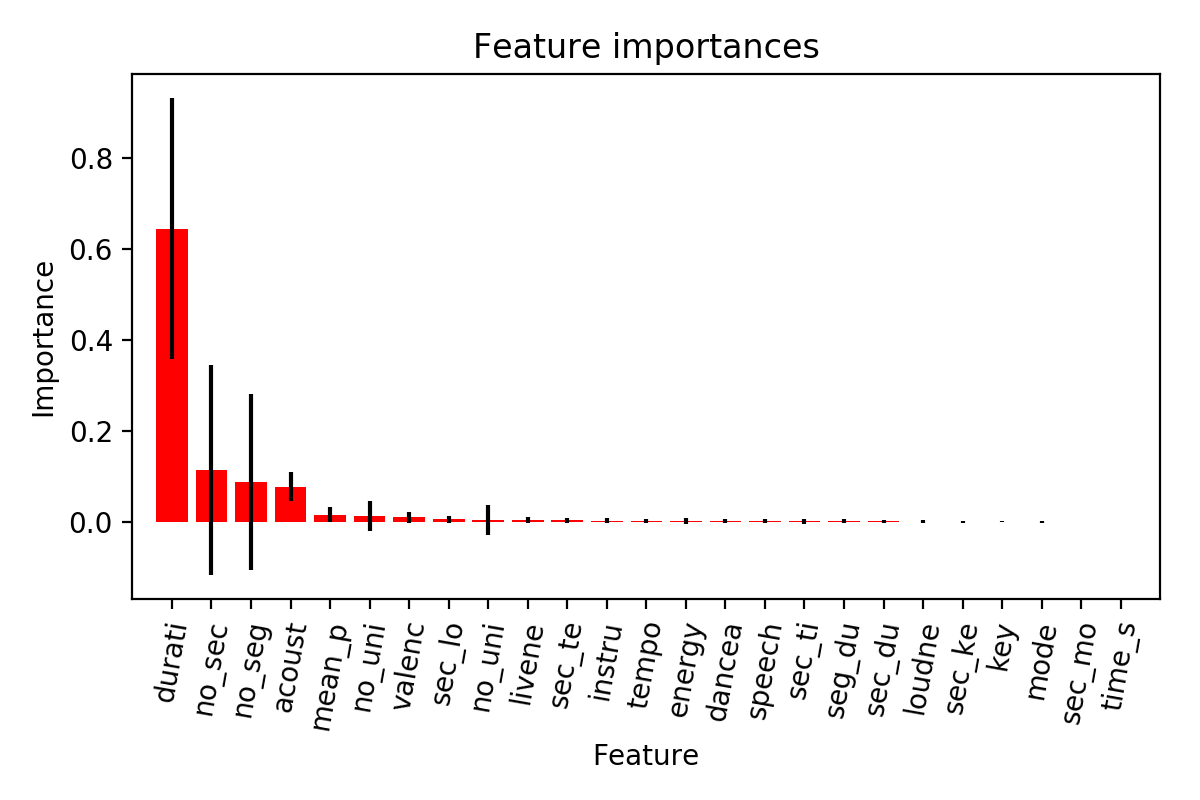 Feature importances
Importance
0.8
0.6
0.4
0.2
0.0
durati
no_sec
no_seg
acoust
mean_p
no_uni
valenc
sec_lo
no_uni
livene
sec_te
instru
tempo
energy
dancea
speech
sec_ti
seg_du
sec_du
loudne
sec_ke
key
mode
sec_mo
time_s
Feature